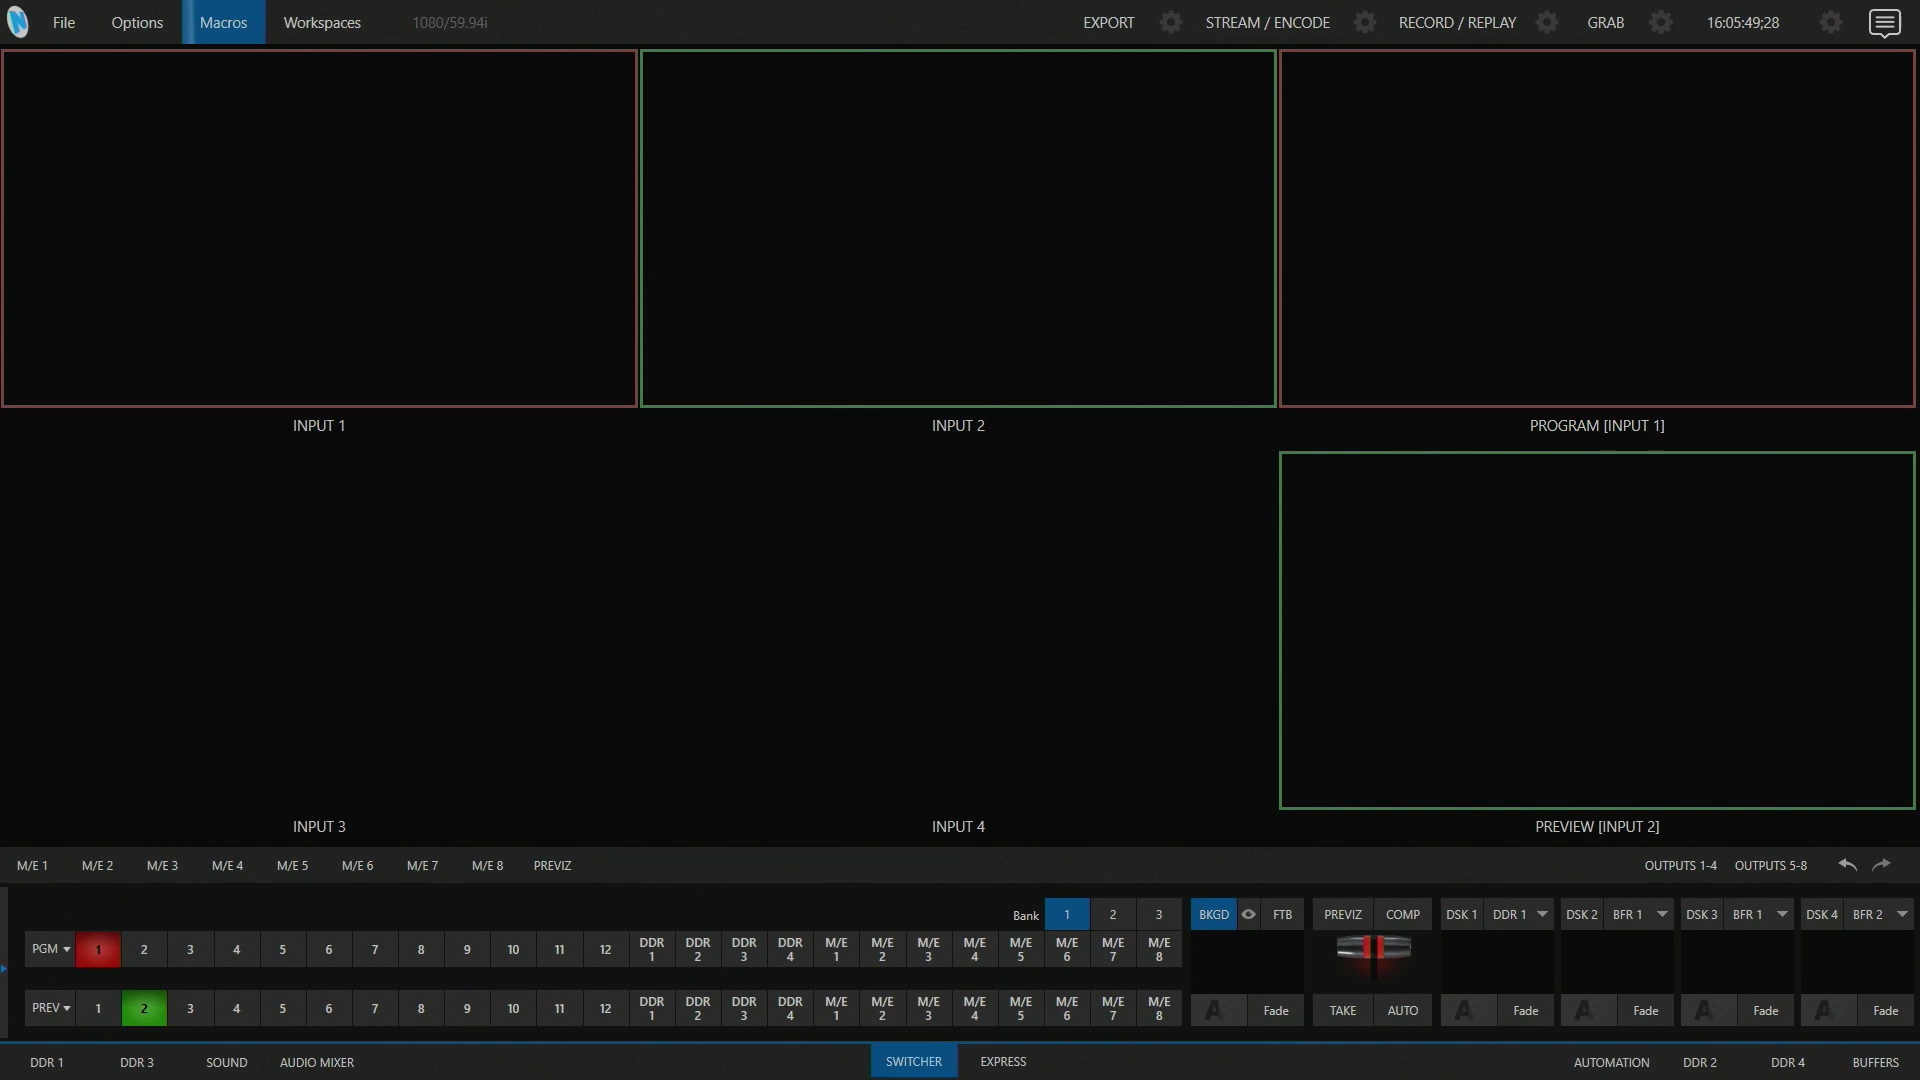 File Options Macros Workspaces 1080/59.94i EXPORT STREAM / ENCODE RECORD / REPLAY GRAB 16:05:49;28
INPUT 1 INPUT 2 PROGRAM [INPUT 1]
INPUT 3 INPUT 4 PREVIEW [INPUT 2]
M/E 1 M/E 2 M/E 3 M/E 4 M/E 5 M/E 6 M/E 7 M/E 8 PREVIZ OUTPUTS 1-4 OUTPUTS 5-8
Bank 1 2 3 BKGD FTB PREVIZ COMP DSK 1 DDR 1 DSK 2 BFR 1 DSK 3 BFR 1 DSK 4 BFR 2
PGM 1 2 3 4 5 6 7 8 9 10 11 12 DDR 1 DDR 2 DDR 3 DDR 4 M/E 1 M/E 2 M/E 3 M/E 4 M/E 5 M/E 6 M/E 7 M/E 8
PREV 1 2 3 4 5 6 7 8 9 10 11 12 DDR 1 DDR 2 DDR 3 DDR 4 M/E 1 M/E 2 M/E 3 M/E 4 M/E 5 M/E 6 M/E 7 M/E 8 Fade TAKE AUTO Fade Fade Fade Fade
DDR 1 DDR 3 SOUND AUDIO MIXER SWITCHER EXPRESS AUTOMATION DDR 2 DDR 4 BUFFERS